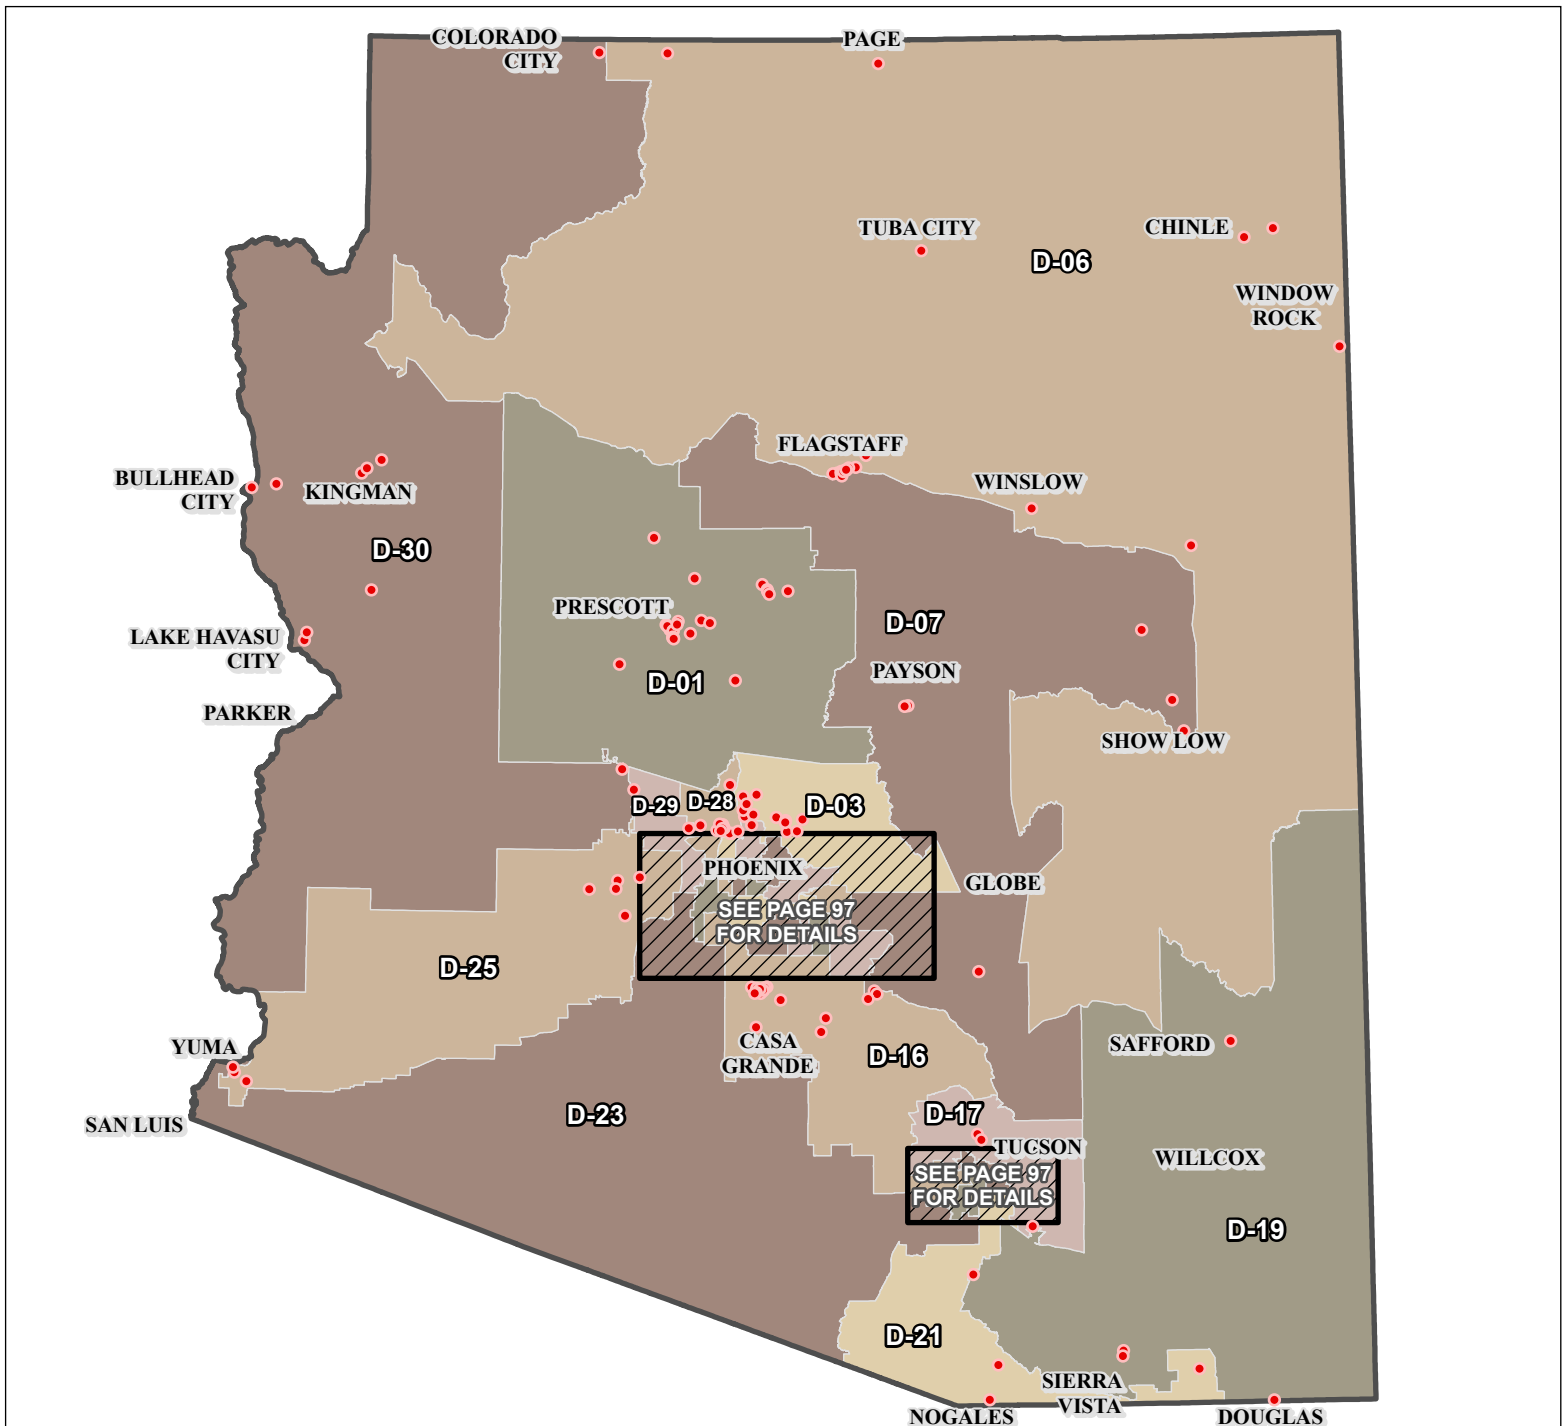 COLORADO
CITY
PAGE
TUBA CITY
CHINLE
D-06
WINDOW
ROCK
FLAGSTAFF
BULLHEAD
CITY
KINGMAN
WINSLOW
D-30
PRESCOTT
D-07
LAKE HAVASU
CITY
PAYSON
D-01
PARKER
SHOW LOW
D-29
D-28
D-03
PHOENIX
GLOBE
SEE PAGE 97
FOR DETAILS
D-25
YUMA
CASA
GRANDE
D-16
SAFFORD
SAN LUIS
D-23
D-17
TUCSON
WILLCOX
SEE PAGE 97
FOR DETAILS
D-19
D-21
SIERRA
VISTA
NOGALES
DOUGLAS